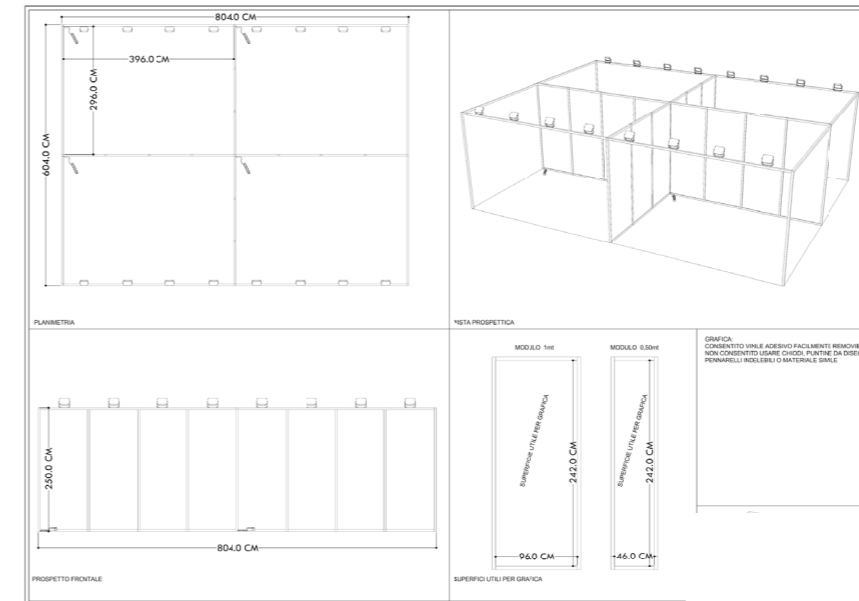 804.0 CM
396.0 CM
296.0 CM
604.0 CM
PLANIMETRIA
VISTA PROSPETTICA
250.0 CM
804.0 CM
PROSPETTO FRONTALE
MODULO 1mt
MODULO 0,50mt
SUPERFICIE UTILE PER GRAFICA
242.0 CM
SUPERFICIE UTILE PER GRAFICA
242.0 CM
96.0 CM
46.0 CM
SUPERFICI UTILI PER GRAFICA
GRAFICA:
CONSENTITO VINILE ADESIVO FACILMENTE
NON CONSENTITO USARE CHIODI, PUNTINE DA
PENNARELLI INDELEBILI O MATERIALE SIMILE